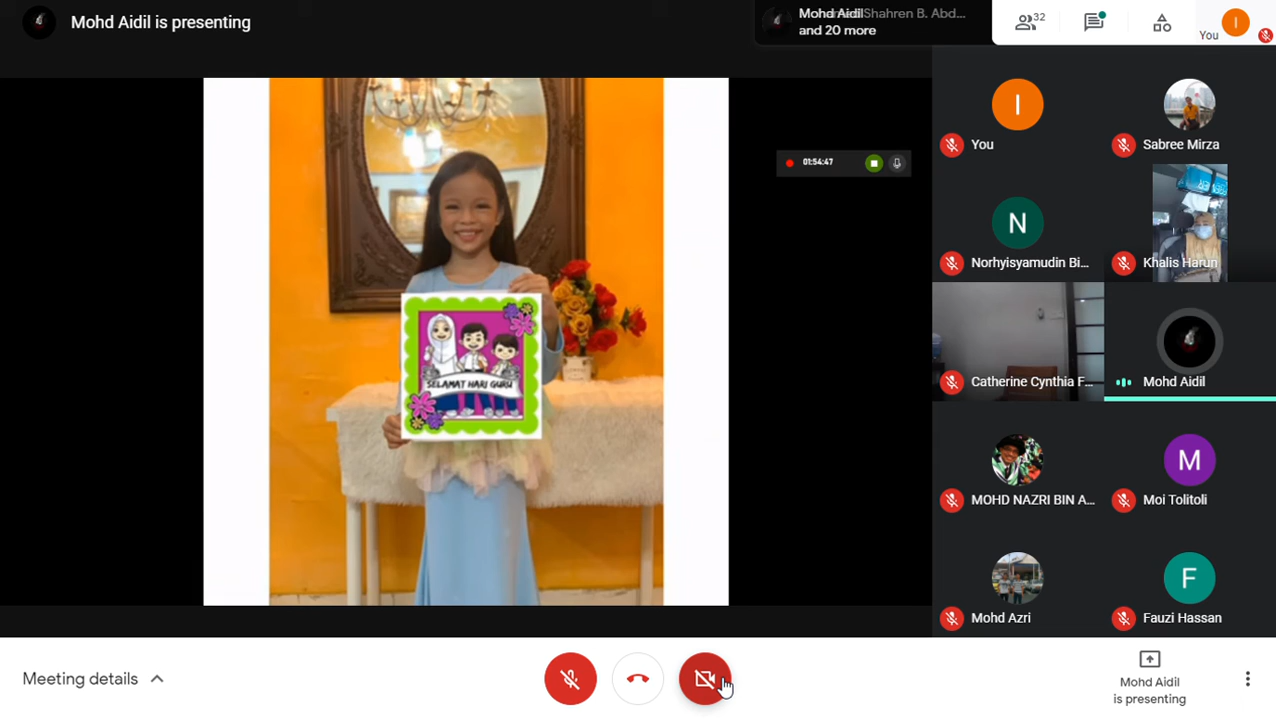 Mohd Aidil is presenting
Mohd Aidil
Shahren B. Abd...
and 20 more
32
You
01:54:47
You
Sabree Mirza
N
Norhyisyamudin Bi...
Khalis Harun
Catherine Cynthia F...
Mohd Aidil
SELAMAT HARI GURU
MOHD NAZRI BIN A...
M
Moi Tolitoli
Mohd Azri
F
Fauzi Hassan
Meeting details
Mohd Aidil
is presenting